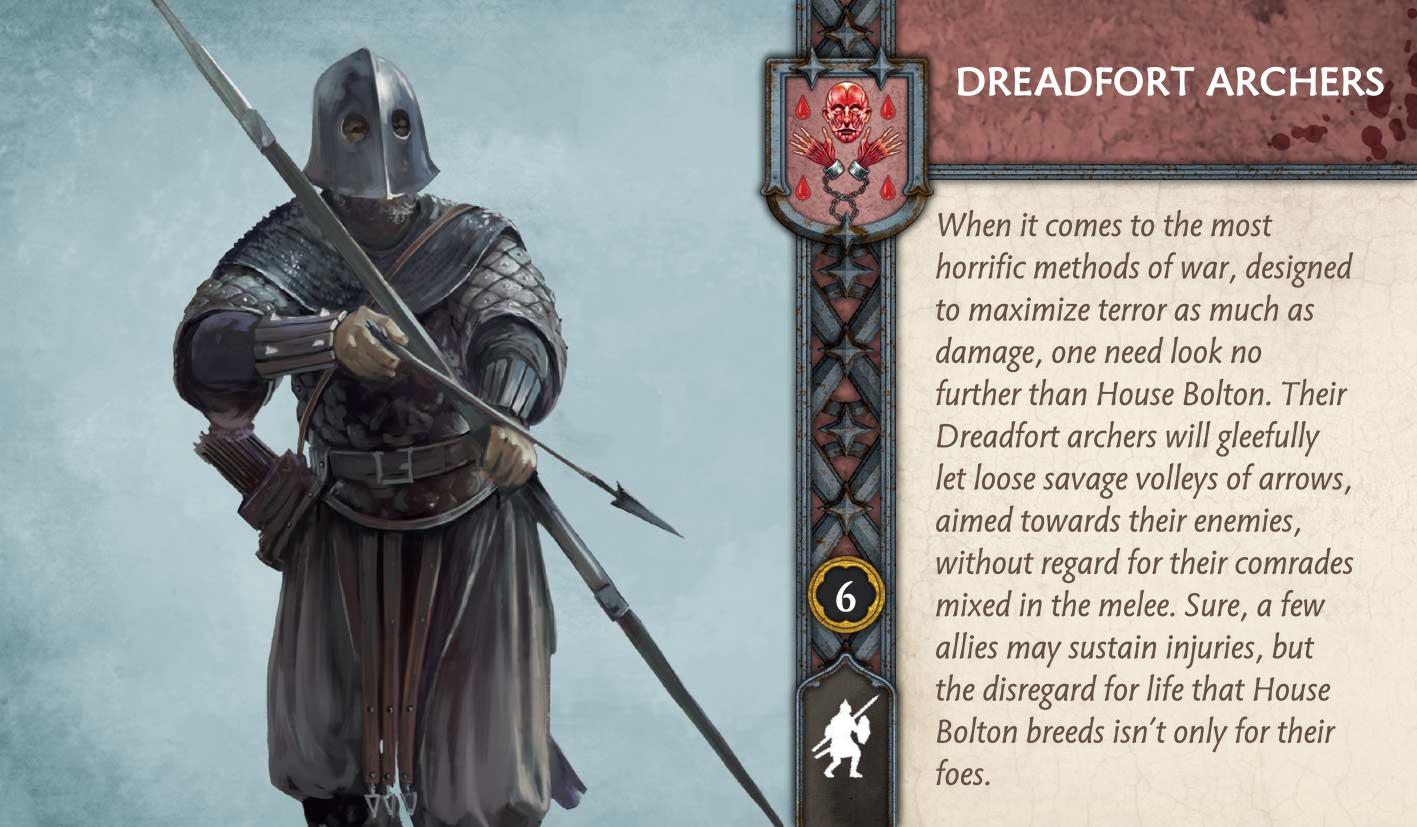 DREADFORT ARCHERS
When it comes to the most
horrific methods of war, designed
to maximize terror as much as
damage, one need look no
further than House Bolton. Their
Dreadfort archers will gleefully
let loose savage volleys of arrows,
aimed towards their enemies,
without regard for their comrades
mixed in the melee. Sure, a few
allies may sustain injuries, but
the disregard for life that House
Bolton breeds isn’t only for their
foes.
6